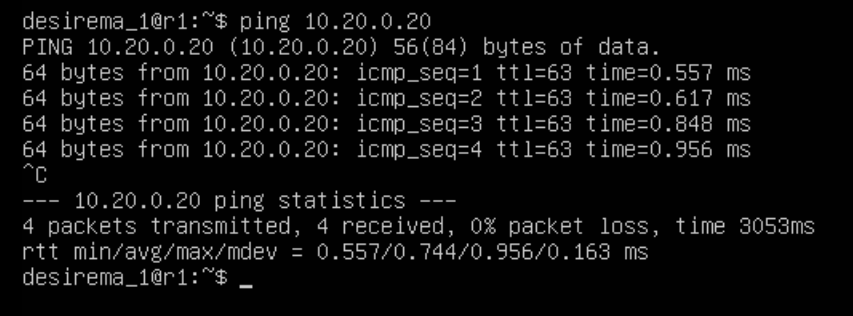 desirema_1@r1:~$ ping 10.20.0.20
PING 10.20.0.20 (10.20.0.20) 56(84) bytes of data.
64 bytes from 10.20.0.20: icmp_seq=1 ttl=63 time=0.557 ms
64 bytes from 10.20.0.20: icmp_seq=2 ttl=63 time=0.617 ms
64 bytes from 10.20.0.20: icmp_seq=3 ttl=63 time=0.848 ms
64 bytes from 10.20.0.20: icmp_seq=4 ttl=63 time=0.956 ms
^C
--- 10.20.0.20 ping statistics ---
4 packets transmitted, 4 received, 0% packet loss, time 3053ms
rtt min/avg/max/mdev = 0.557/0.744/0.956/0.163 ms
desirema_1@r1:~$ _